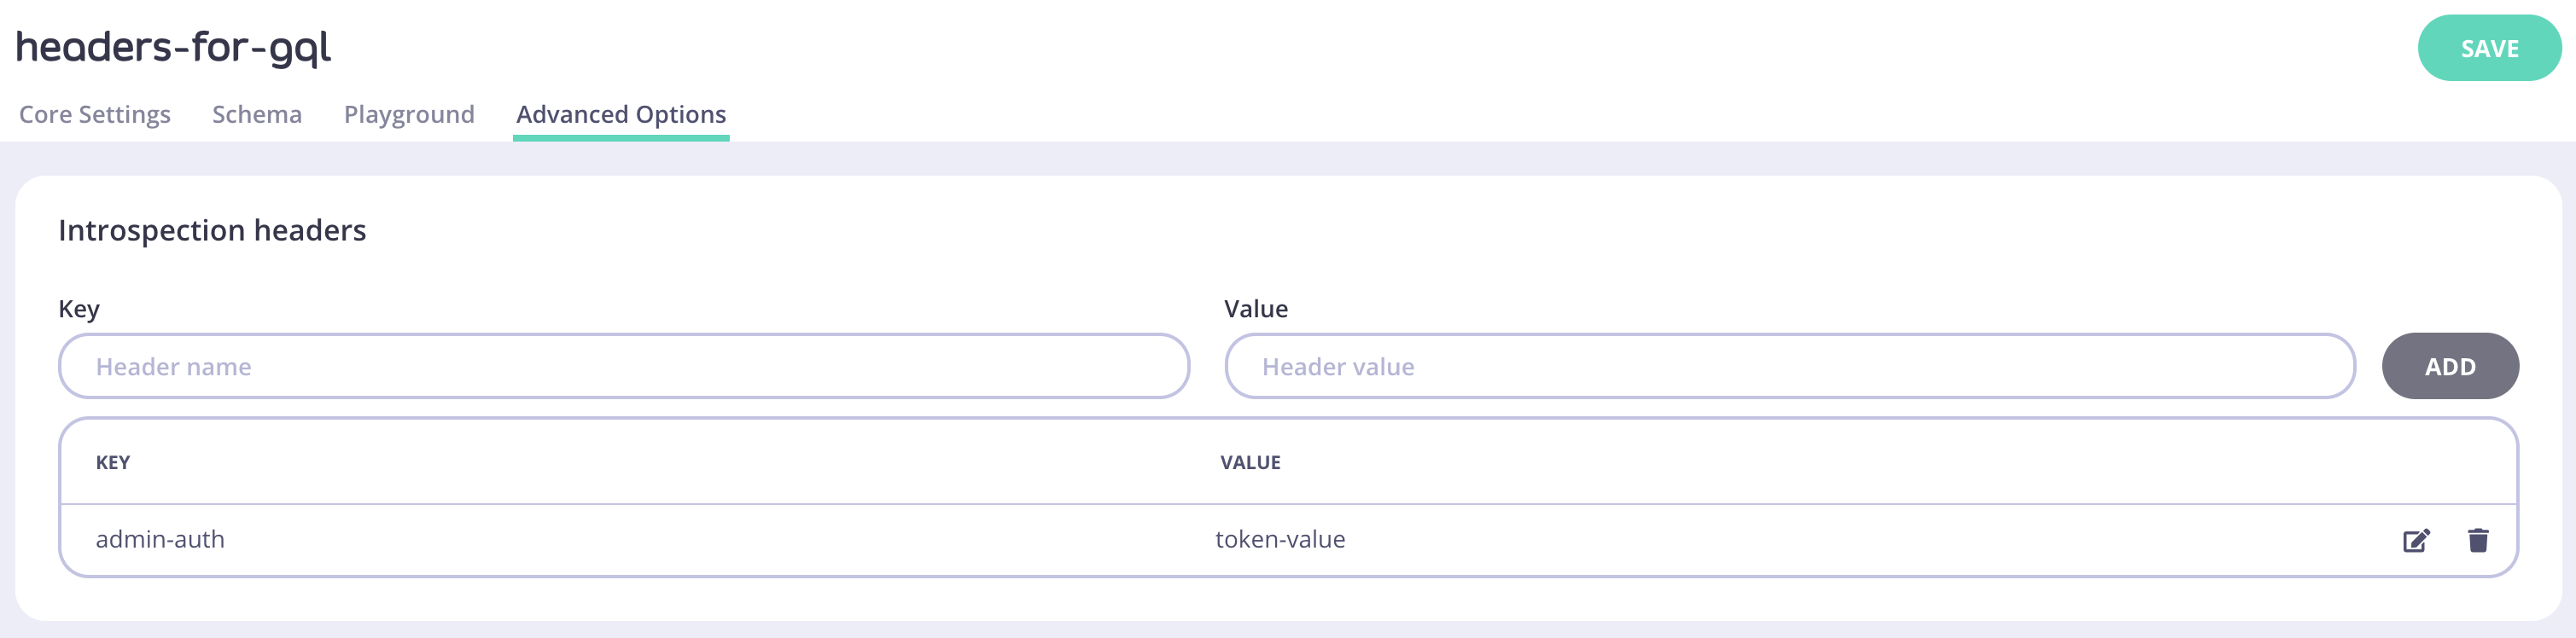 headers-for-gql
SAVE
Core Settings Schema Playground Advanced Options
Introspection headers
Key Value
Header name Header value ADD
KEY VALUE
admin-auth token-value